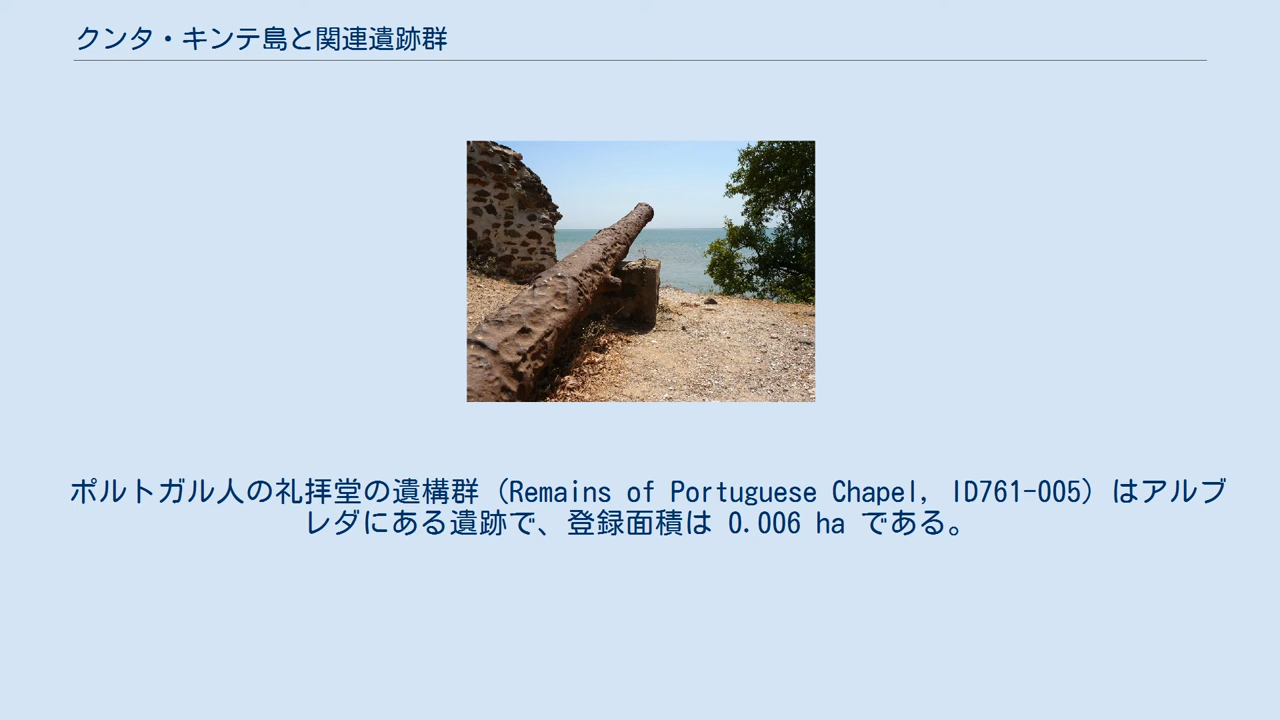 クンタ・キンテ島と関連遺跡群
ポルトガル人の礼拝堂の遺構群（Remains of Portuguese Chapel, ID761-005）はアルブ
レダにある遺跡で、登録面積は 0.006 ha である。